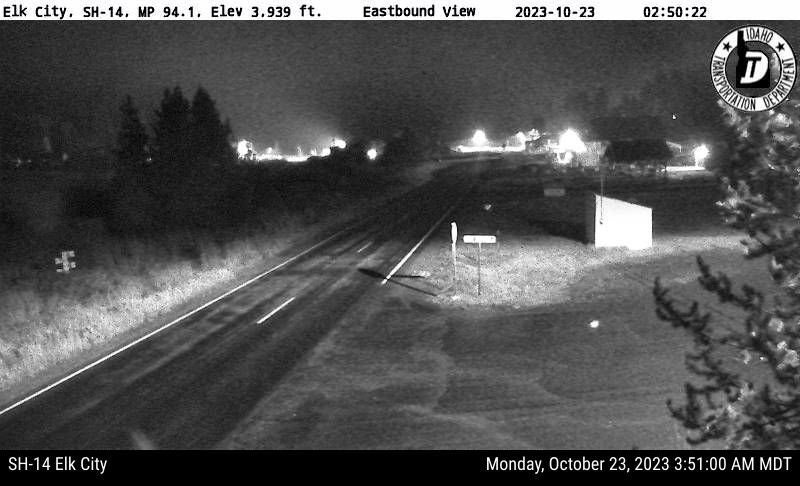 Elk City, SH-14, MP 94.1, Elev 3,939 ft. Eastbound View 2023-10-23 02:50:22
IDAHO
TRANSPORTATION DEPARTMENT
SH-14 Elk City Monday, October 23, 2023 3:51:00 AM MDT